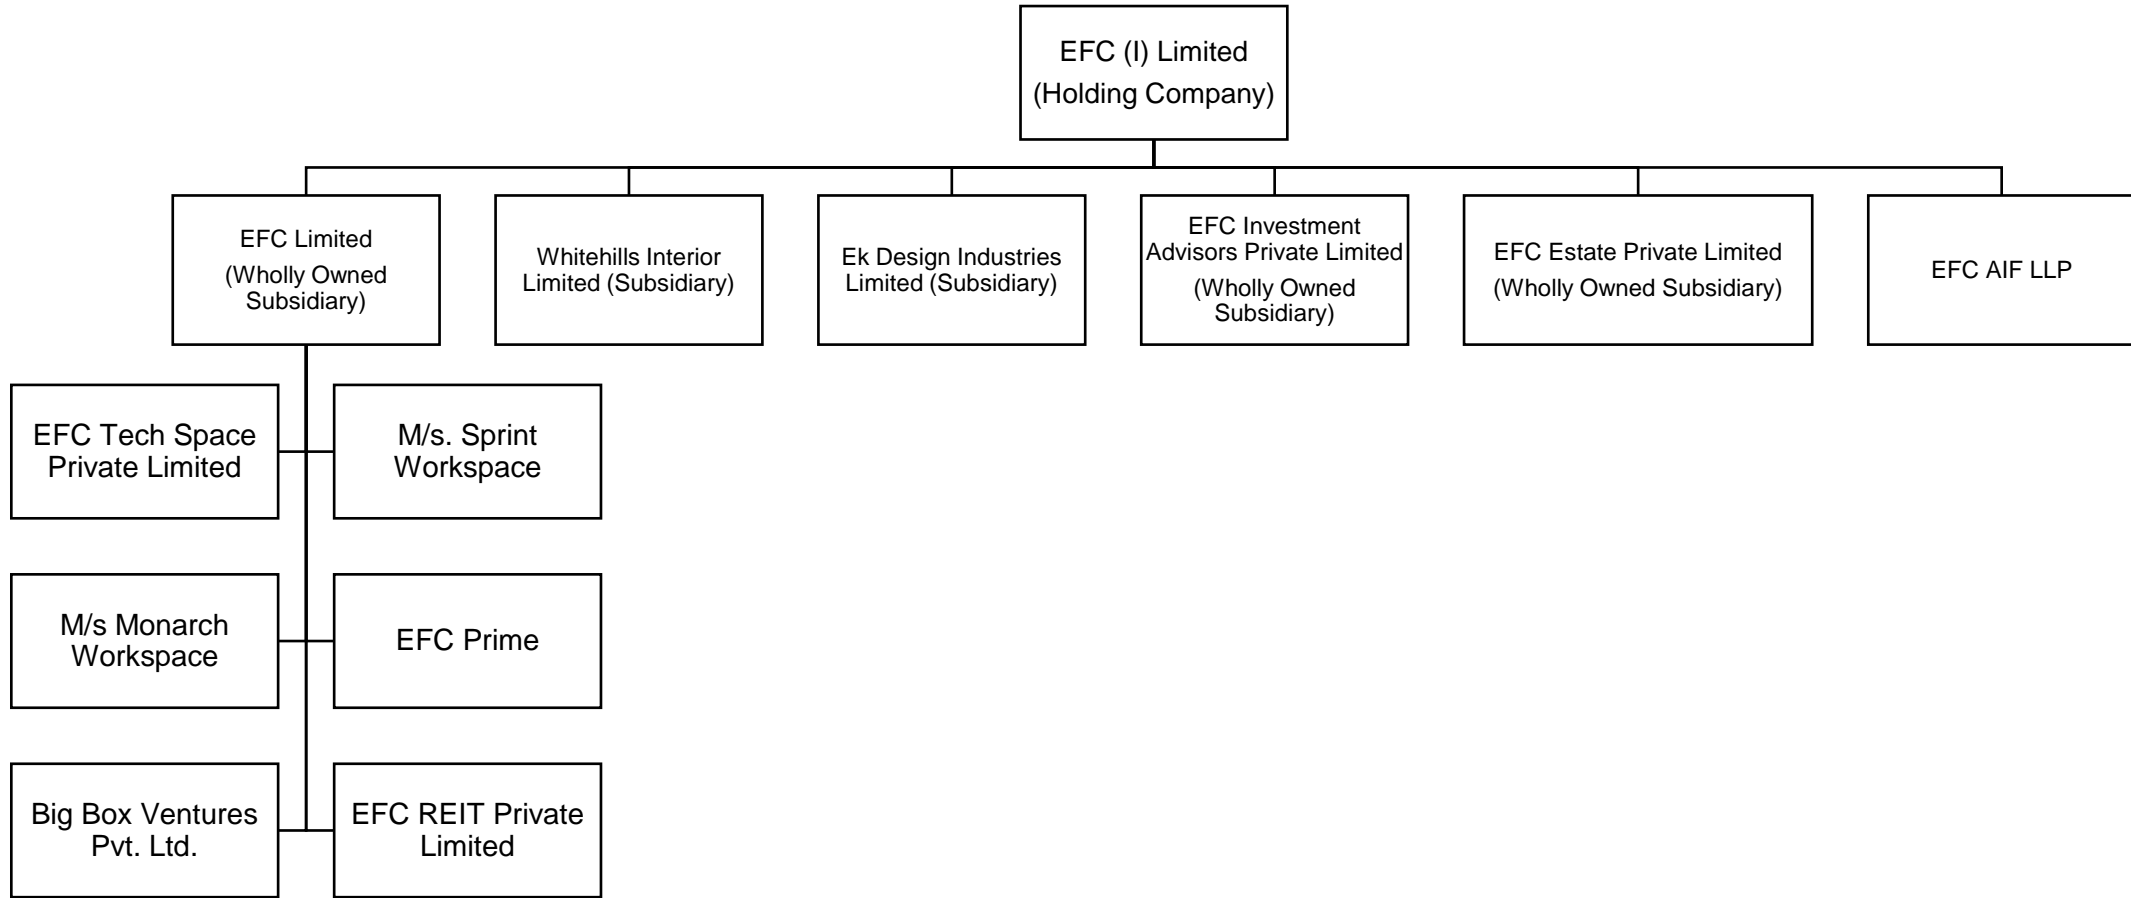 EFC (I) Limited
(Holding Company)
EFC Limited
(Wholly Owned
Subsidiary)
Whitehills Interior
Limited (Subsidiary)
Ek Design Industries
Limited (Subsidiary)
EFC Investment
Advisors Private Limited
(Wholly Owned
Subsidiary)
EFC Estate Private Limited
(Wholly Owned Subsidiary)
EFC AIF LLP
EFC Tech Space
Private Limited
M/s. Sprint
Workspace
M/s Monarch
Workspace
EFC Prime
Big Box Ventures
Pvt. Ltd.
EFC REIT Private
Limited